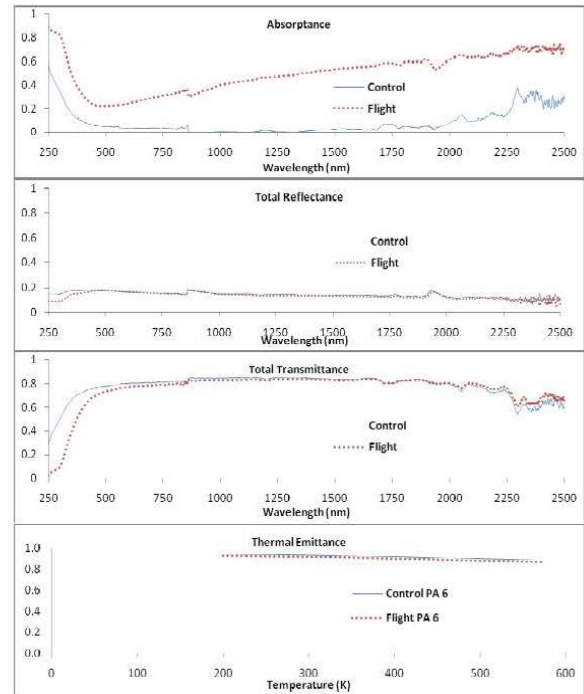 Absorptance
1
0.8
0.6
0.4
0.2
0
Control
Flight
250 500 750 1000 1250 1500 1750 2000 2250 2500
Wavelength (nm)
Total Reflectance
1
0.8
0.6
0.4
0.2
0
Control
Flight
250 500 750 1000 1250 1500 1750 2000 2250 2500
Wavelength (nm)
Total Transmittance
1
0.8
0.6
0.4
0.2
0
Control
Flight
250 500 750 1000 1250 1500 1750 2000 2250 2500
Wavelength (nm)
Thermal Emittance
1.0
0.8
0.6
0.4
0.2
0.0
Control PA 6
Flight PA 6
0 100 200 300 400 500 600
Temperature (K)